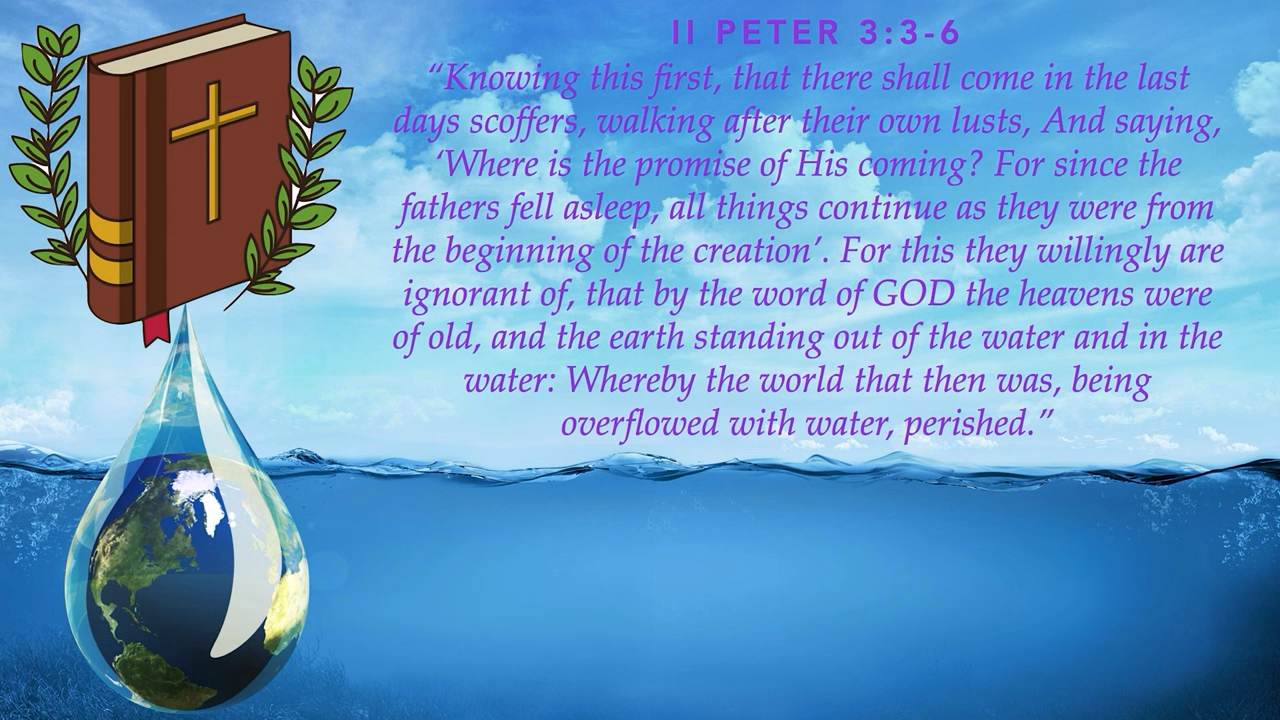 II PETER 3:3-6
“Knowing this first, that there shall come in the last
days scoffers, walking after their own lusts, And saying,
‘Where is the promise of His coming? For since the
fathers fell asleep, all things continue as they were from
the beginning of the creation’. For this they willingly are
ignorant of, that by the word of GOD the heavens were
of old, and the earth standing out of the water and in the
water: Whereby the world that then was, being
overflowed with water, perished.”